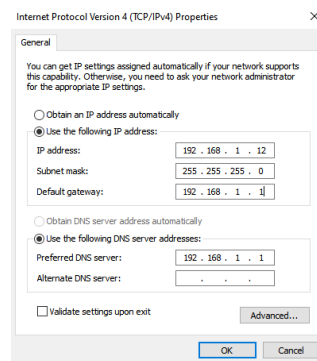 Internet Protocol Version 4 (TCP/IPv4) Properties
General
You can get IP settings assigned automatically if your network supports
this capability. Otherwise, you need to ask your network administrator
for the appropriate IP settings.
Obtain an IP address automatically
Use the following IP address:
IP address: 192 . 168 . 1 . 12
Subnet mask: 255 . 255 . 255 . 0
Default gateway: 192 . 168 . 1 . 1
Obtain DNS server address automatically
Use the following DNS server addresses:
Preferred DNS server: 192 . 168 . 1 . 1
Alternate DNS server: . . .
Validate settings upon exit
Advanced...
OK Cancel